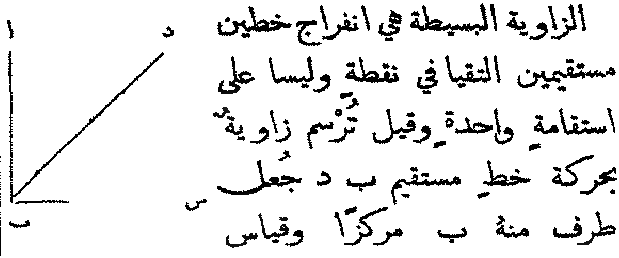 الزاوية البسيطة هي انفراج خطين
مستقيمين التقيا في نقطةٍ وليسا على
استقامةٍ واحدةٍ وقيل تُرْسم زاويةٌ
بحركة خطٍ مستقيم ب د جُعل
طرف منهُ ب مركزًا وقياس
ا
د
ب
س